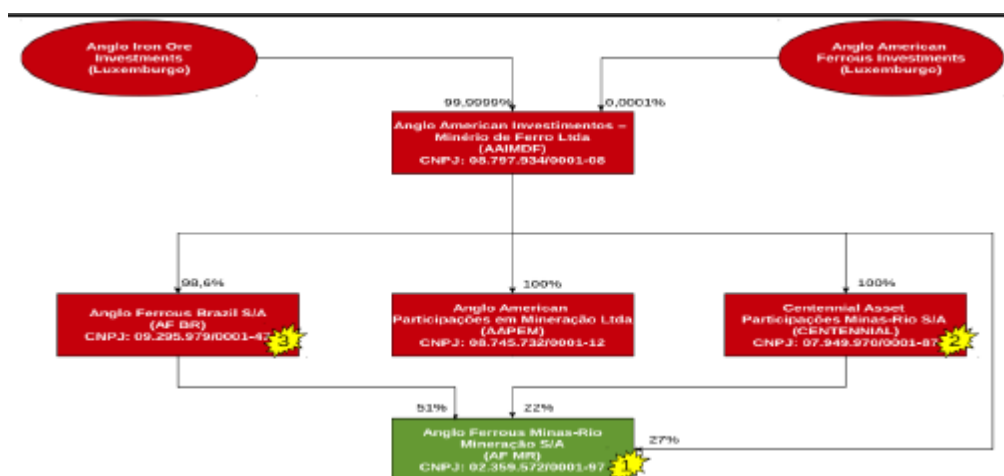 Anglo Iron Ore
Investments
(Luxemburgo)
Anglo American
Ferrous Investments
(Luxemburgo)
99,9999%
0,0001%
Anglo American Investimentos –
Minério de Ferro Ltda
(AAIMDF)
CNPJ: 08.797.934/0001-08
98,6%
100%
100%
Anglo Ferrous Brazil S/A
(AF BR)
CNPJ: 09.295.979/0001-47
3
Anglo American
Participações em Mineração Ltda
(AAPEM)
CNPJ: 08.745.732/0001-12
Centennial Asset
Participações Minas-Rio S/A
(CENTENNIAL)
CNPJ: 07.949.970/0001-87
2
51%
22%
27%
Anglo Ferrous Minas-Rio
Mineração S/A
(AF MR)
CNPJ: 02.359.572/0001-97
1